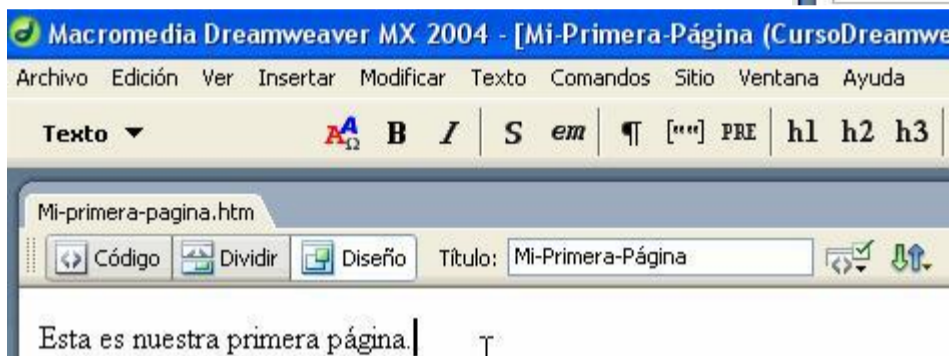 Macromedia Dreamweaver MX 2004 - [Mi-Primera-Página (CursoDreamwe
Archivo Edición Ver Insertar Modificar Texto Comandos Sitio Ventana Ayuda
Texto B I S em ¶ [""] PRE h1 h2 h3
Mi-primera-pagina.htm
Código Dividir Diseño Título: Mi-Primera-Página
Esta es nuestra primera página.